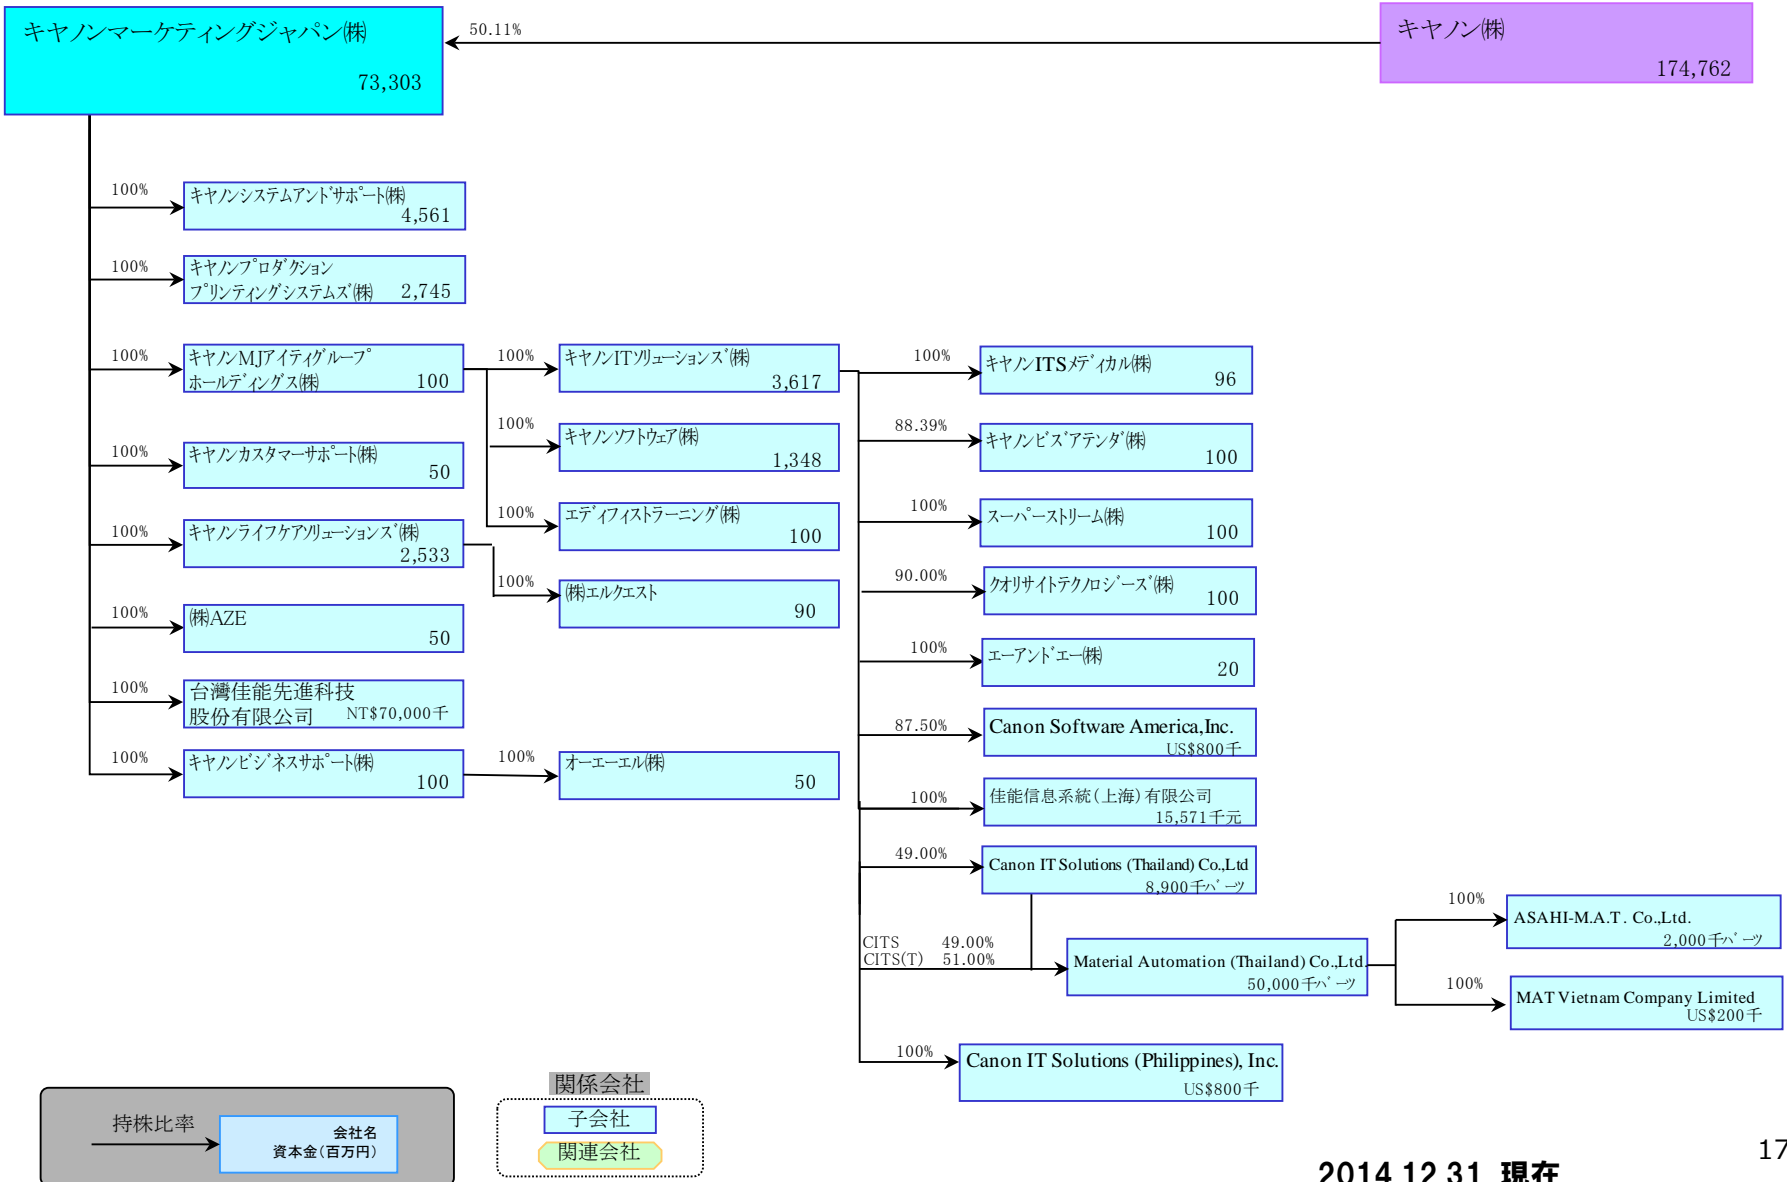 キヤノンマーケティングジャパン㈱
73,303
50.11%
キヤノン㈱
174,762
100%
キヤノンシステムアンドサポート㈱
4,561
100%
キヤノンプロダクション
プリンティングシステムズ㈱ 2,745
100%
キヤノンMJアイティグループ
ホールディングス㈱ 100
100%
キヤノンITソリューションズ㈱
3,617
100%
キヤノンITSメディカル㈱
96
100%
キヤノンソフトウェア㈱
1,348
88.39%
キヤノンビズアテンダ㈱
100
100%
キヤノンカスタマーサポート㈱
50
100%
エディフィストラーニング㈱
100
100%
スーパーストリーム㈱
100
100%
キヤノンライフケアソリューションズ㈱
2,533
100%
㈱エルクエスト
90
90.00%
クオリサイトテクノロジーズ㈱
100
100%
㈱AZE
50
100%
エーアンドエー㈱
20
100%
台灣佳能先進科技
股份有限公司 NT$70,000千
87.50%
Canon Software America,Inc.
US$800千
100%
キヤノンビジネスサポート㈱
100
100%
オーエーエル㈱
50
100%
佳能信息系統(上海)有限公司
15,571千元
49.00%
Canon IT Solutions (Thailand) Co.,Ltd
8,900千バーツ
CITS 49.00%
CITS(T) 51.00%
Material Automation (Thailand) Co.,Ltd.
50,000千バーツ
100%
ASAHI-M.A.T. Co.,Ltd.
2,000千バーツ
100%
MAT Vietnam Company Limited
US$200千
100%
Canon IT Solutions (Philippines), Inc.
US$800千
持株比率
会社名
資本金(百万円)
関係会社
子会社
関連会社
17
2014.12.31 現在